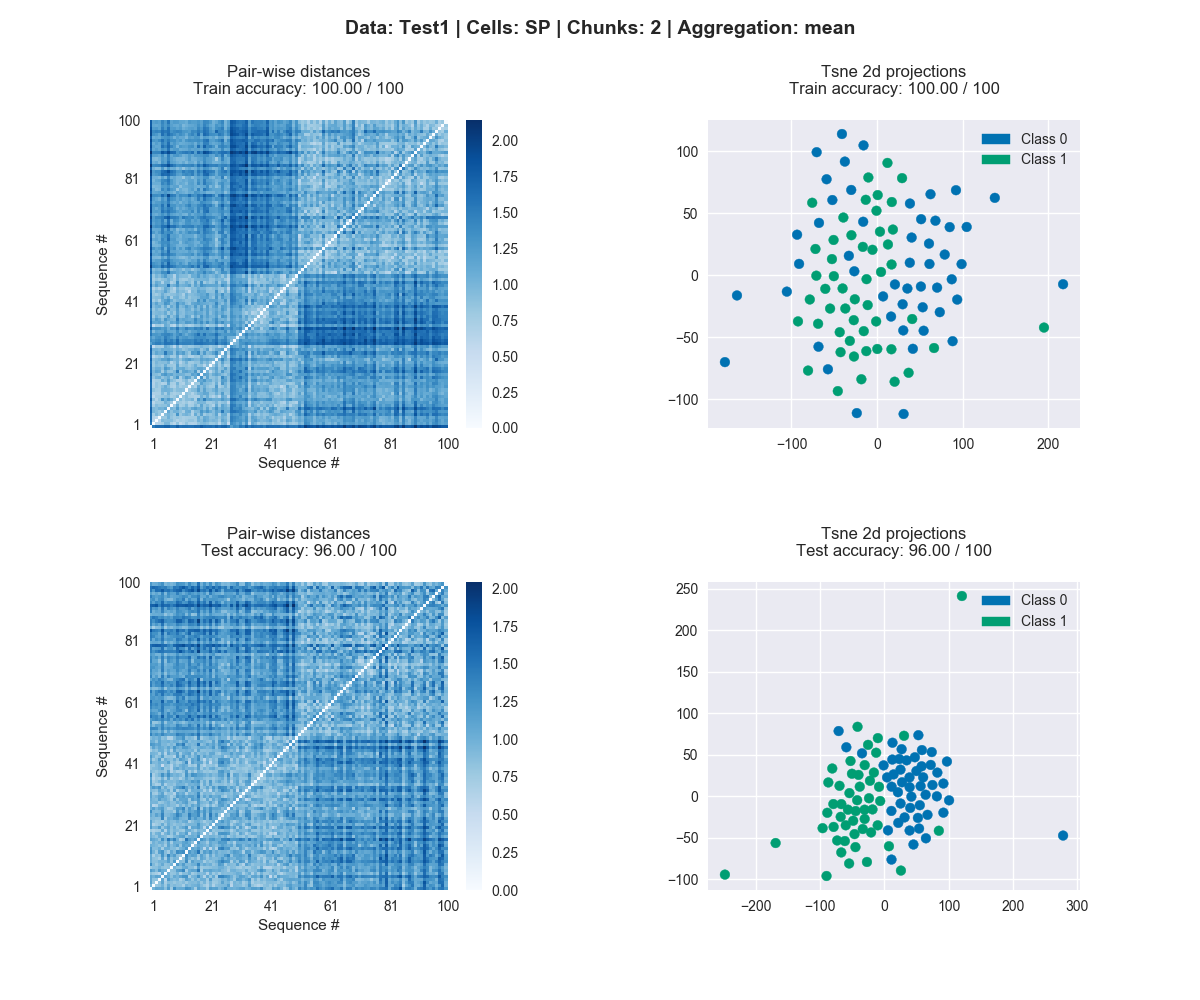 Data: Test1 | Cells: SP | Chunks: 2 | Aggregation: mean
Pair-wise distances
Train accuracy: 100.00 / 100
100
81
61
41
21
1
Sequence #
1 21 41 61 81 100
Sequence #
2.00
1.75
1.50
1.25
1.00
0.75
0.50
0.25
0.00
Tsne 2d projections
Train accuracy: 100.00 / 100
Class 0
Class 1
100
50
0
−50
−100
−100 0 100 200
Pair-wise distances
Test accuracy: 96.00 / 100
100
81
61
41
21
1
Sequence #
1 21 41 61 81 100
Sequence #
2.00
1.75
1.50
1.25
1.00
0.75
0.50
0.25
0.00
Tsne 2d projections
Test accuracy: 96.00 / 100
Class 0
Class 1
250
200
150
100
50
0
−50
−100
−200 −100 0 100 200 300